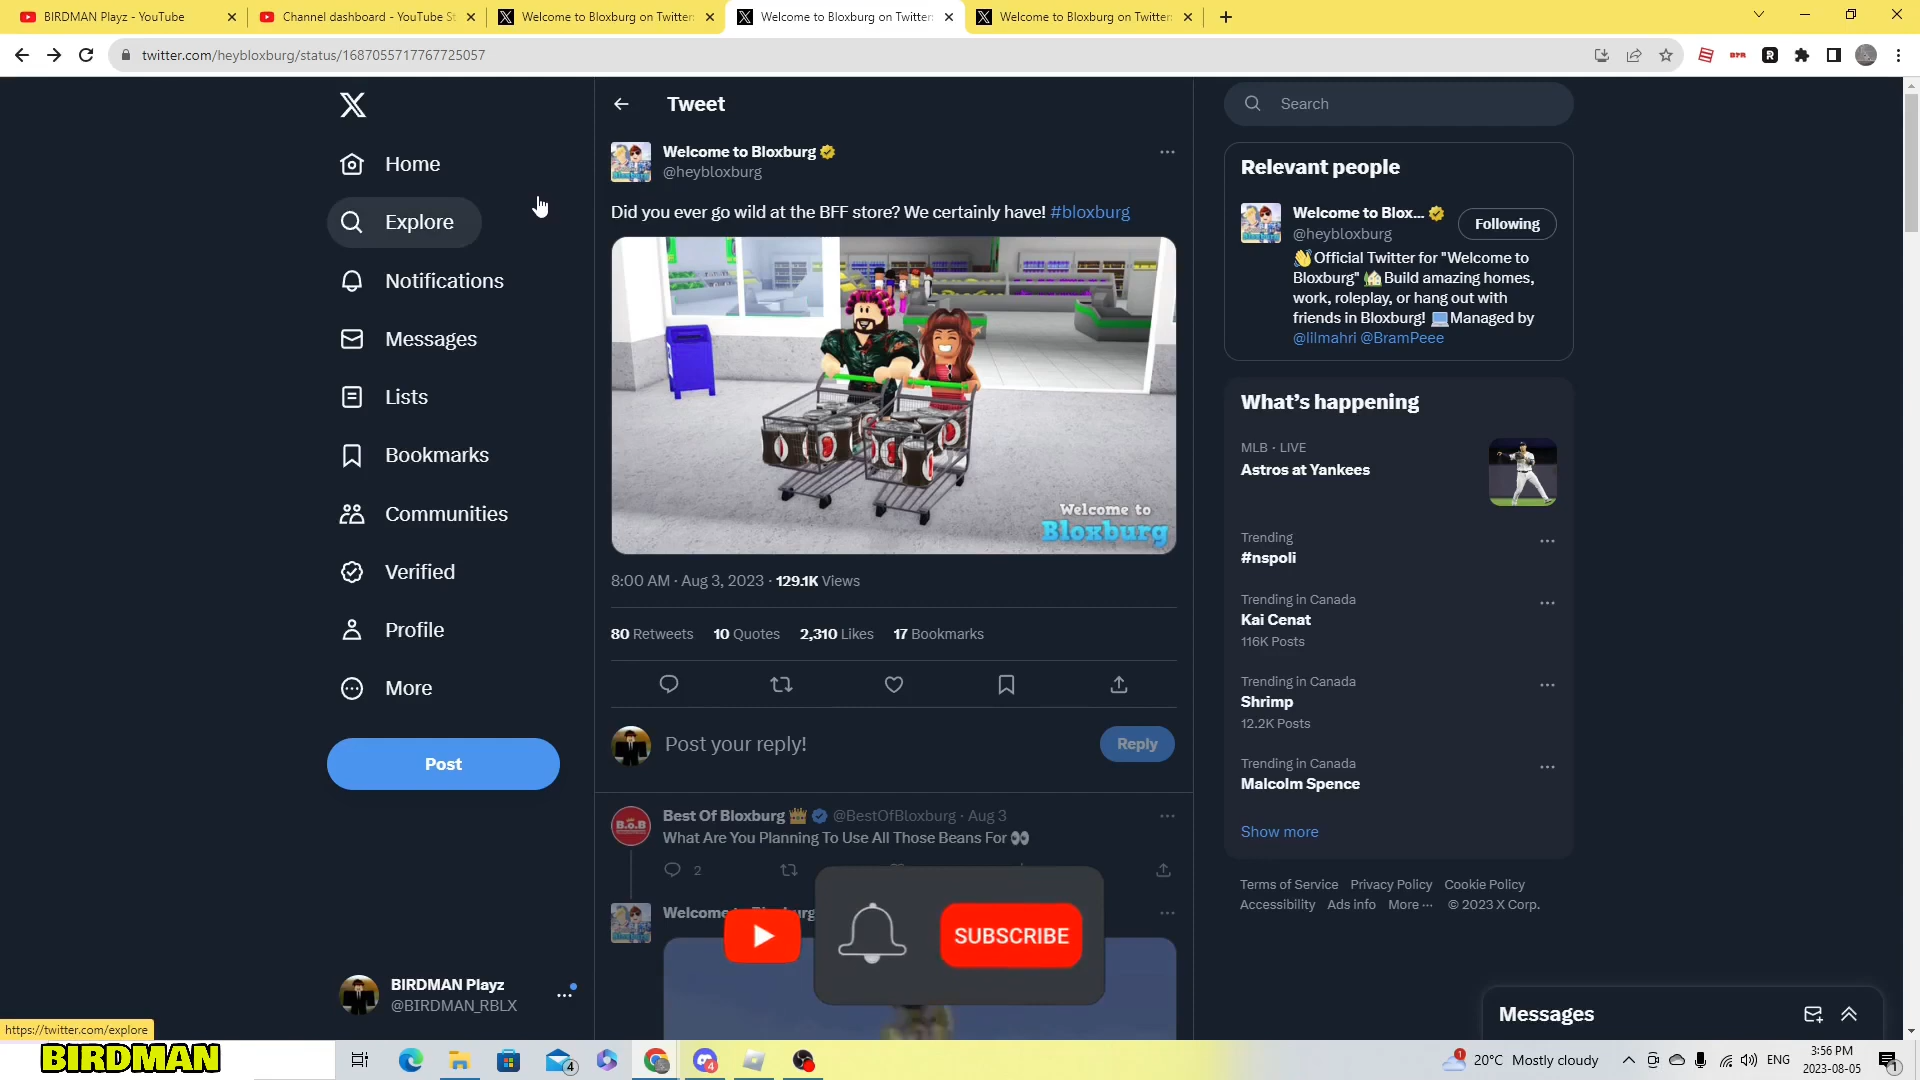 BIRDMAN Playz - YouTube
Channel dashboard - YouTube St
Welcome to Bloxburg on Twitter:
Welcome to Bloxburg on Twitter:
Welcome to Bloxburg on Twitter:
twitter.com/heybloxburg/status/1687055717767725057
Home
Explore
Notifications
Messages
Lists
Bookmarks
Communities
Verified
Profile
More
Post
BIRDMAN Playz
@BIRDMAN_RBLX
https://twitter.com/explore
BIRDMAN
Tweet
Welcome to Bloxburg
@heybloxburg
Did you ever go wild at the BFF store? We certainly have! #bloxburg
Welcome to
Bloxburg
8:00 AM · Aug 3, 2023 · 129.1K Views
80 Retweets 10 Quotes 2,310 Likes 17 Bookmarks
Post your reply!
Reply
Best Of Bloxburg 👑 @BestOfBloxburg · Aug 3
B.o.B
What Are You Planning To Use All Those Beans For 👀
2
SUBSCRIBE
Search
Relevant people
Welcome to Blox...
@heybloxburg
Following
👋Official Twitter for "Welcome to
Bloxburg" 🏡Build amazing homes,
work, roleplay, or hang out with
friends in Bloxburg! 💻Managed by
@lilmahri @BramPeee
What's happening
MLB · LIVE
Astros at Yankees
Trending
#nspoli
Trending in Canada
Kai Cenat
116K Posts
Trending in Canada
Shrimp
12.2K Posts
Trending in Canada
Malcolm Spence
Show more
Terms of Service Privacy Policy Cookie Policy
Accessibility Ads info More ··· © 2023 X Corp.
Messages
4
4
1
20°C Mostly cloudy
ENG
3:56 PM
2023-08-05
1